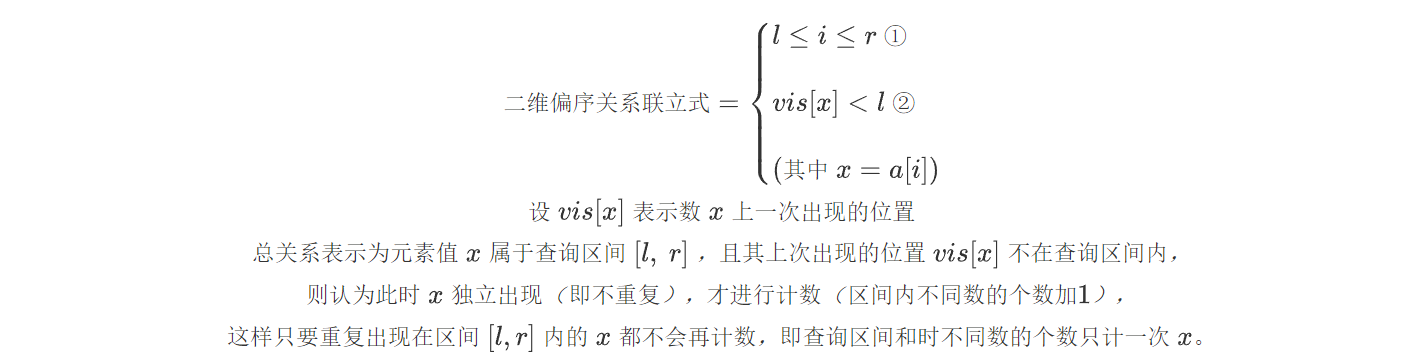 l ≤ i ≤ r ①
二维偏序关系联立式 = { vis[x] < l ②
(其中 x = a[i])
设 vis[x] 表示数 x 上一次出现的位置
总关系表示为元素值 x 属于查询区间 [l, r] ，且其上次出现的位置 vis[x] 不在查询区间内，
则认为此时 x 独立出现（即不重复），才进行计数（区间内不同数的个数加1），
这样只要重复出现在区间 [l,r] 内的 x 都不会再计数，即查询区间和时不同数的个数只计一次 x。